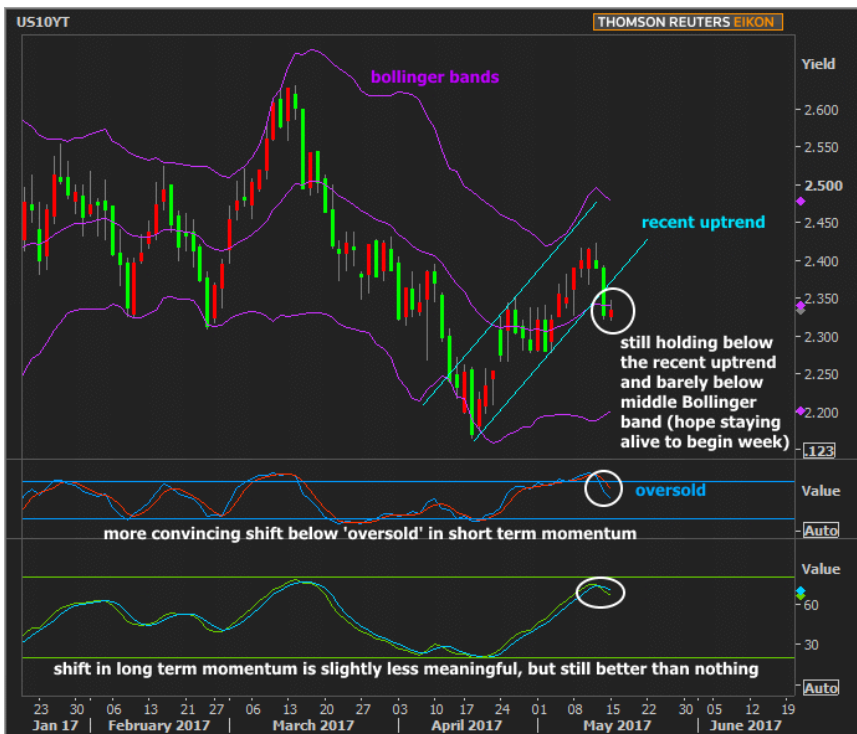 US10YT
THOMSON REUTERS EIKON
Yield
bollinger bands
2.600
2.550
2.500
2.450
recent uptrend
2.400
2.350
2.300
still holding below
the recent uptrend
and barely below
middle Bollinger
band (hope staying
alive to begin week)
2.250
2.200
.123
oversold
Value
more convincing shift below 'oversold' in short term momentum
Auto
Value
60
30
shift in long term momentum is slightly less meaningful, but still better than nothing
Auto
23 30 06 13 21 27 06 13 20 27 03 10 17 24 01 08 15 22 30 05 12 19
Jan 17 February 2017 March 2017 April 2017 May 2017 June 2017